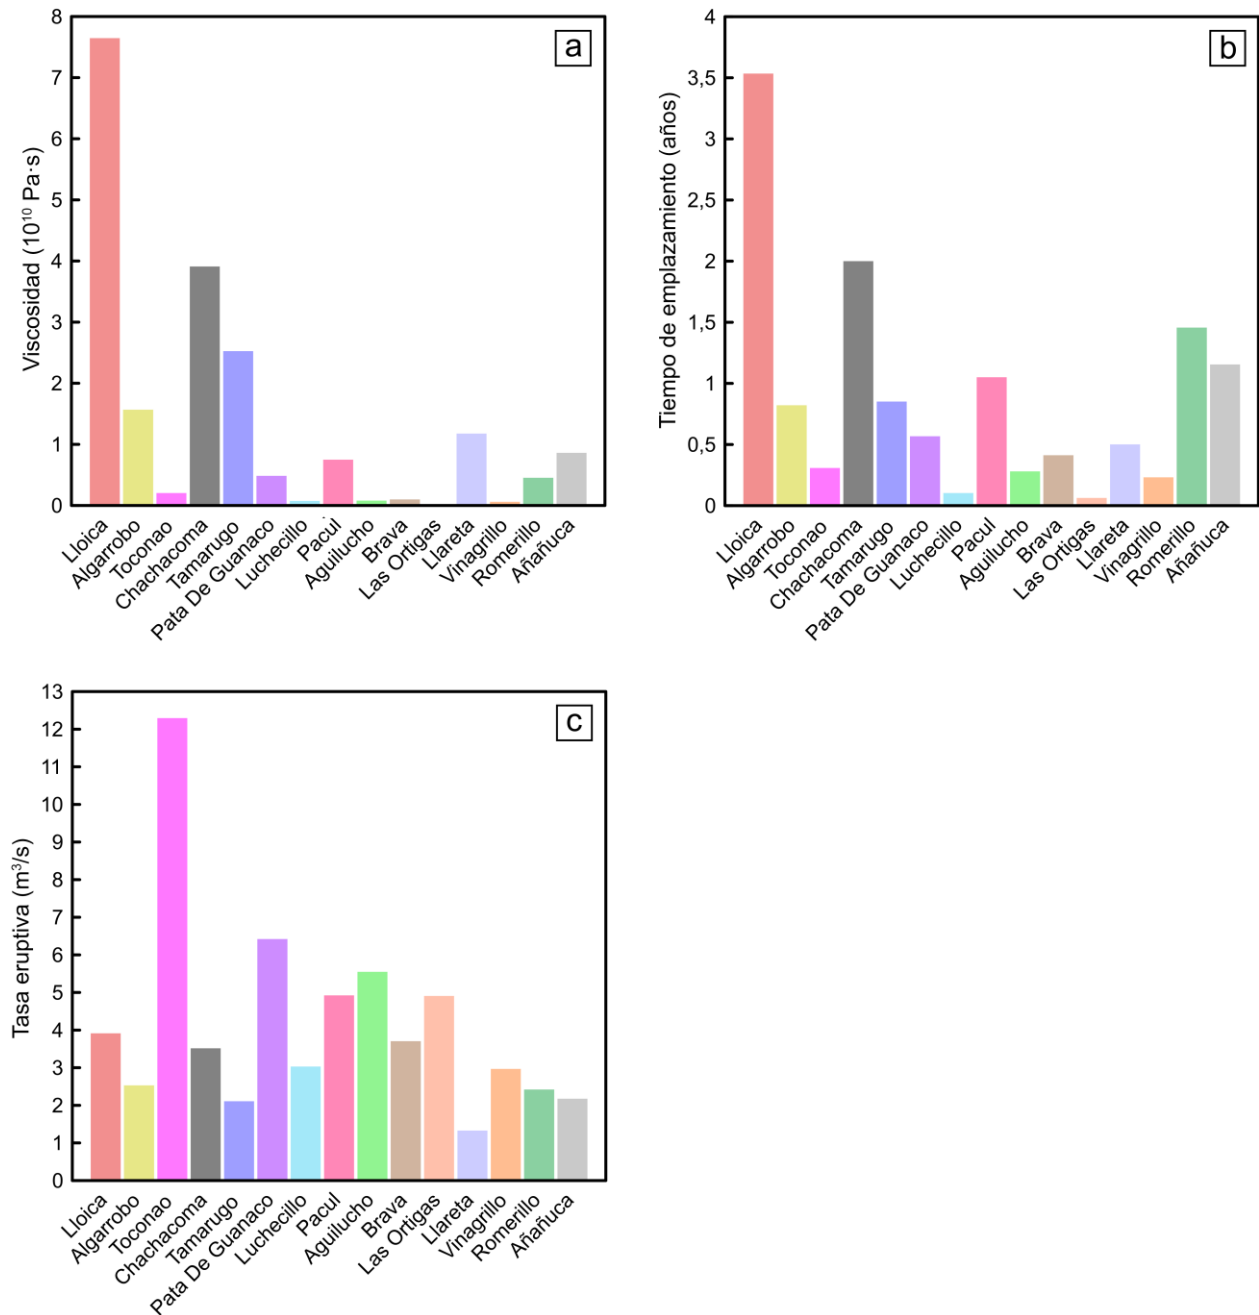 a
Viscosidad (10¹⁰ Pa·s)
8
7
6
5
4
3
2
1
0
Lloica
Algarrobo
Toconao
Chachacoma
Tamarugo
Pata De Guanaco
Luchecillo
Pacul
Aguilucho
Brava
Las Ortigas
Llareta
Vinagrillo
Romerillo
Añañuca
b
Tiempo de emplazamiento (años)
4
3,5
3
2,5
2
1,5
1
0,5
0
Lloica
Algarrobo
Toconao
Chachacoma
Tamarugo
Pata De Guanaco
Luchecillo
Pacul
Aguilucho
Brava
Las Ortigas
Llareta
Vinagrillo
Romerillo
Añañuca
c
Tasa eruptiva (m³/s)
13
12
11
10
9
8
7
6
5
4
3
2
1
0
Lloica
Algarrobo
Toconao
Chachacoma
Tamarugo
Pata De Guanaco
Luchecillo
Pacul
Aguilucho
Brava
Las Ortigas
Llareta
Vinagrillo
Romerillo
Añañuca